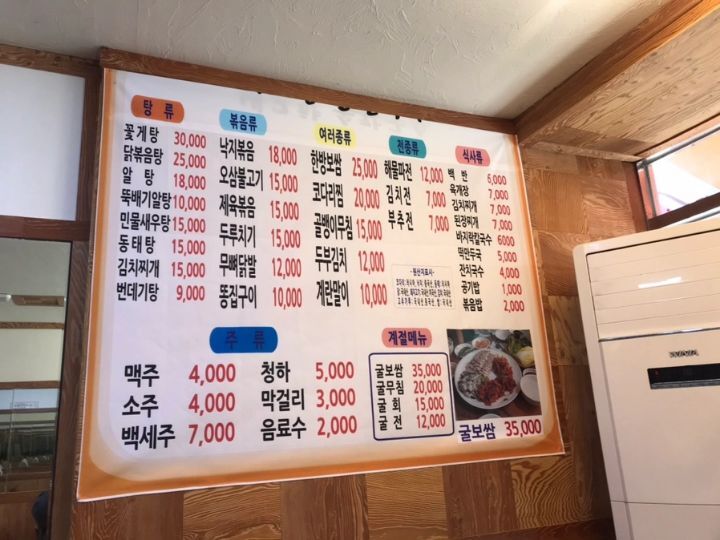 탕 류
꽃게탕 30,000
닭볶음탕 25,000
알 탕 18,000
뚝배기알탕 10,000
민물새우탕 15,000
동태탕 15,000
김치찌개 15,000
번데기탕 9,000
볶음류
낙지볶음 18,000
오삼불고기 15,000
제육볶음 15,000
두루치기 15,000
무뼈닭발 12,000
똥집구이 10,000
여러종류
한방보쌈 25,000
코다리찜 20,000
골뱅이무침 15,000
두부김치 12,000
계란말이 10,000
전종류
해물파전 12,000
김치전 7,000
부추전 7,000
식사류
백 반 6,000
육개장 7,000
김치찌개 7,000
된장찌개 7,000
바지락칼국수 6000
떡만두국 5,000
잔치국수 4,000
공기밥 1,000
볶음밥 2,000
-원산지표시-
주 류
맥주 4,000
소주 4,000
백세주 7,000
청하 5,000
막걸리 3,000
음료수 2,000
계절메뉴
굴보쌈 35,000
굴무침 20,000
굴 회 15,000
굴 전 12,000
굴보쌈 35,000
WINIA